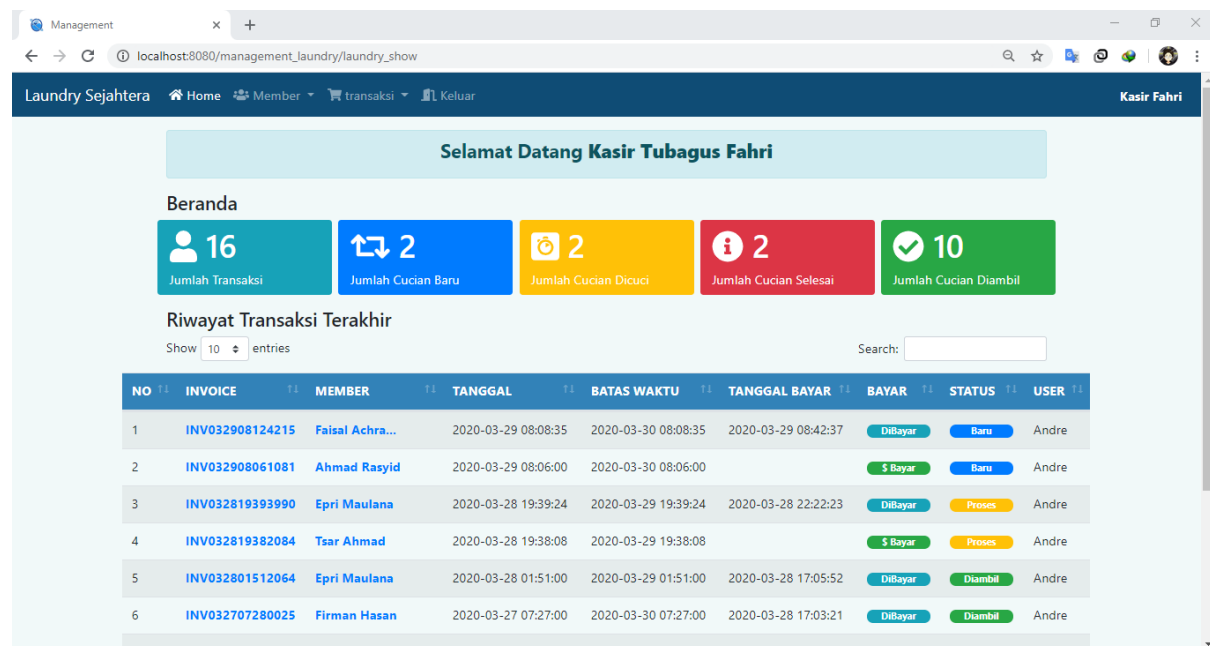 Management
localhost:8080/management_laundry/laundry_show
Laundry Sejahtera Home Member transaksi Keluar Kasir Fahri
Selamat Datang Kasir Tubagus Fahri
Beranda
16 2 2 2 10
Jumlah Transaksi Jumlah Cucian Baru Jumlah Cucian Dicuci Jumlah Cucian Selesai Jumlah Cucian Diambil
Riwayat Transaksi Terakhir
Show 10 entries Search:
NO INVOICE MEMBER TANGGAL BATAS WAKTU TANGGAL BAYAR BAYAR STATUS USER
1 INV032908124215 Faisal Achra... 2020-03-29 08:08:35 2020-03-30 08:08:35 2020-03-29 08:42:37 DiBayar Baru Andre
2 INV032908061081 Ahmad Rasyid 2020-03-29 08:06:00 2020-03-30 08:06:00 $ Bayar Baru Andre
3 INV032819393990 Epri Maulana 2020-03-28 19:39:24 2020-03-29 19:39:24 2020-03-28 22:22:23 DiBayar Proses Andre
4 INV032819382084 Tsar Ahmad 2020-03-28 19:38:08 2020-03-29 19:38:08 $ Bayar Proses Andre
5 INV032801512064 Epri Maulana 2020-03-28 01:51:00 2020-03-29 01:51:00 2020-03-28 17:05:52 DiBayar Diambil Andre
6 INV032707280025 Firman Hasan 2020-03-27 07:27:00 2020-03-30 07:27:00 2020-03-28 17:03:21 DiBayar Diambil Andre